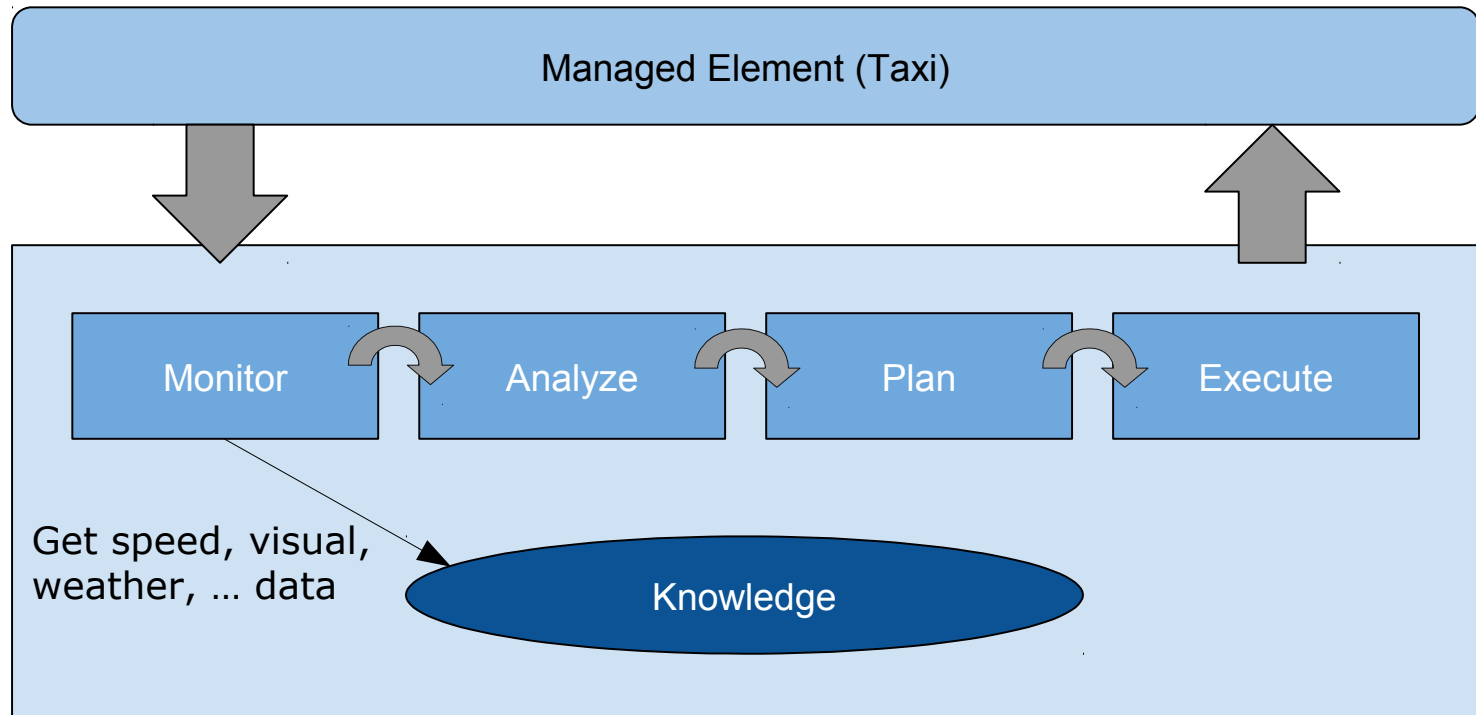 Managed Element (Taxi)
Monitor
Analyze
Plan
Execute
Get speed, visual,
weather, … data
Knowledge